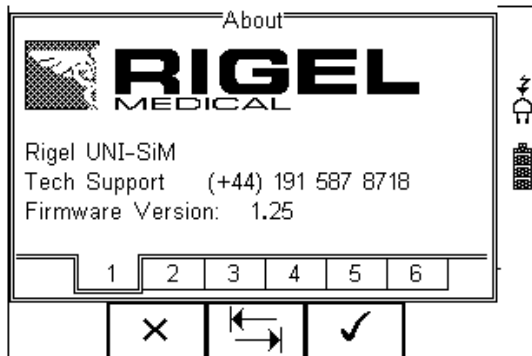 About
RIGEL
MEDICAL
Rigel UNI-SiM
Tech Support (+44) 191 587 8718
Firmware Version: 1.25
1 2 3 4 5 6